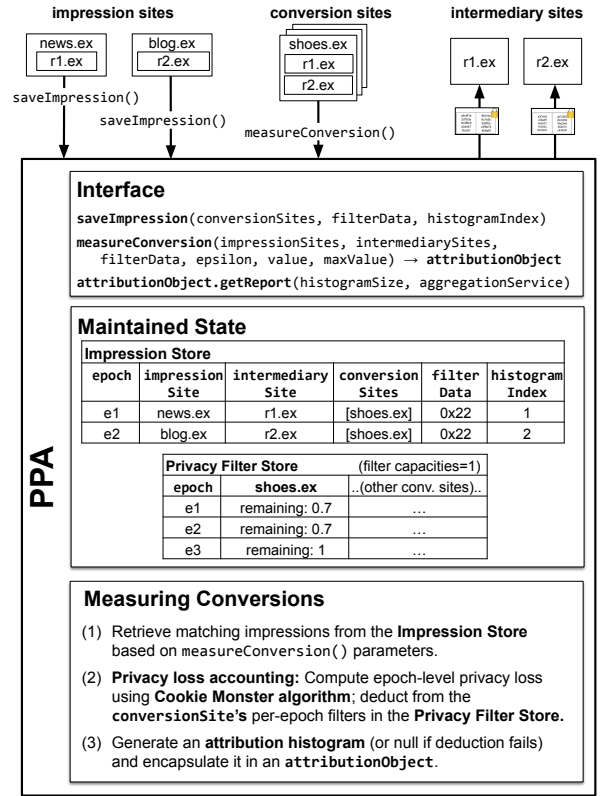 impression sites
conversion sites
intermediary sites
news.ex
r1.ex
blog.ex
r2.ex
shoes.ex
r1.ex
r2.ex
r1.ex
r2.ex
saveImpression()
saveImpression()
measureConversion()
PPA
Interface
saveImpression(conversionSites, filterData, histogramIndex)
measureConversion(impressionSites, intermediarySites,
filterData, epsilon, value, maxValue) → attributionObject
attributionObject.getReport(histogramSize, aggregationService)
Maintained State
Impression Store
epoch impression Site intermediary Site conversion Sites filter Data histogram Index
e1 news.ex r1.ex [shoes.ex] 0x22 1
e2 blog.ex r2.ex [shoes.ex] 0x22 2
Privacy Filter Store (filter capacities=1)
epoch shoes.ex ..(other conv. sites)..
e1 remaining: 0.7 ...
e2 remaining: 0.7 ...
e3 remaining: 1 ...
Measuring Conversions
(1) Retrieve matching impressions from the Impression Store
based on measureConversion() parameters.
(2) Privacy loss accounting: Compute epoch-level privacy loss
using Cookie Monster algorithm; deduct from the
conversionSite's per-epoch filters in the Privacy Filter Store.
(3) Generate an attribution histogram (or null if deduction fails)
and encapsulate it in an attributionObject.